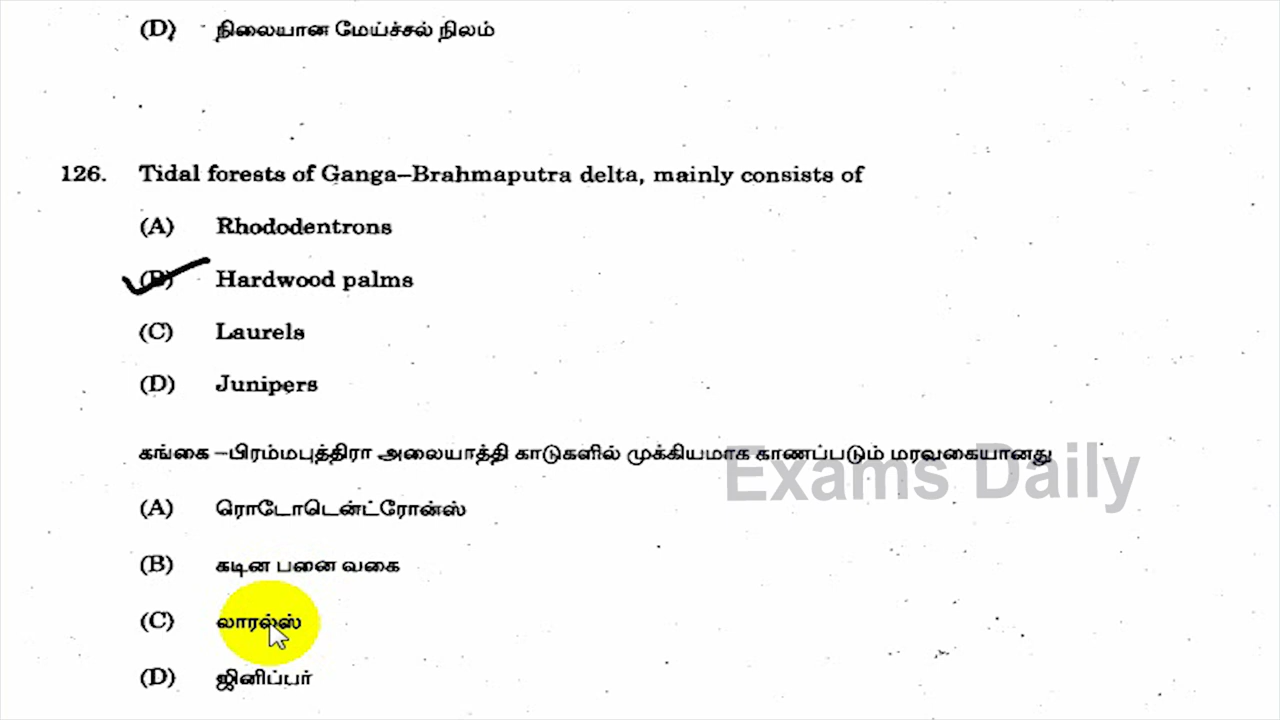 (D) நிலையான மேய்ச்சல் நிலம்
126. Tidal forests of Ganga–Brahmaputra delta, mainly consists of
(A) Rhododentrons
(B) Hardwood palms
(C) Laurels
(D) Junipers
கங்கை –பிரம்மபுத்திரா அலையாத்தி காடுகளில் முக்கியமாக காணப்படும் மரவகையானது
Exams Daily
(A) ரொடோடென்ட்ரோன்ஸ்
(B) கடின பனை வகை
(C) லாரல்ஸ்
(D) ஜினிப்பர்